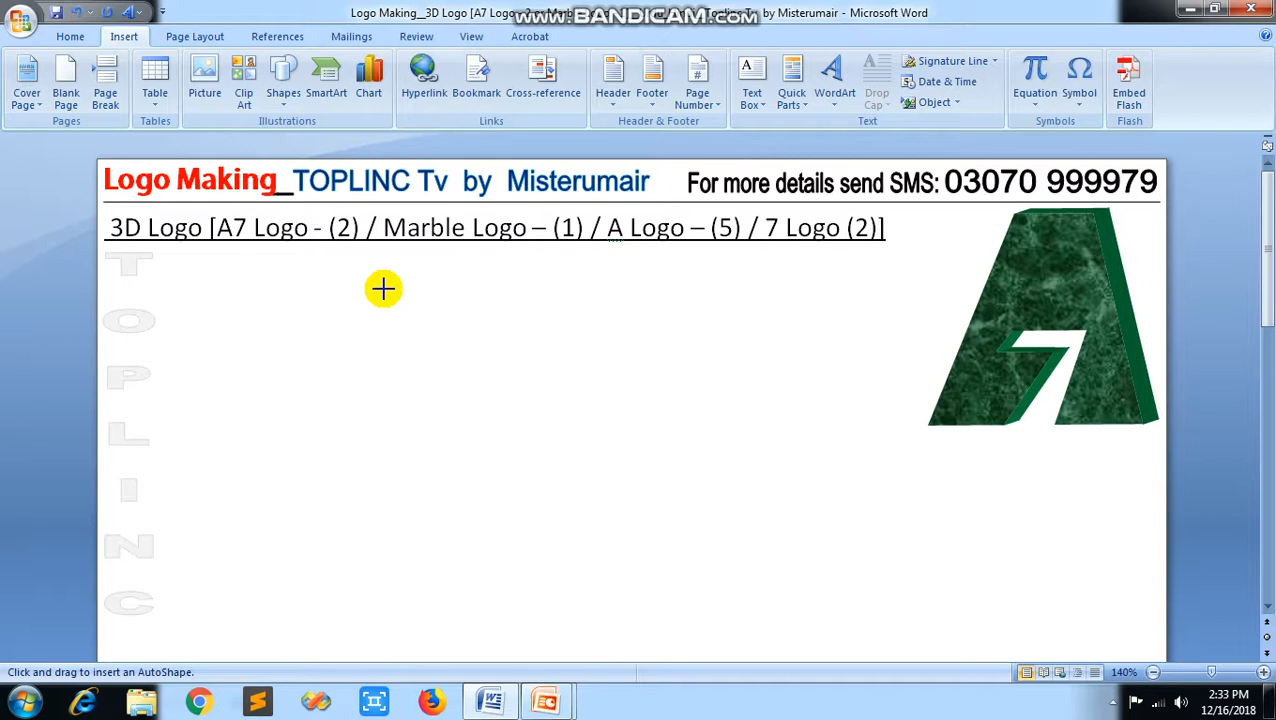 Logo Making__3D Logo [A7 Logo
www.BANDICAM.com
Tv by Misterumair - Microsoft Word
Home Insert Page Layout References Mailings Review View Acrobat
Cover Page
Blank Page
Page Break
Pages
Table
Tables
Picture
Clip Art
Shapes
SmartArt
Chart
Illustrations
Hyperlink
Bookmark
Cross-reference
Links
Header
Footer
Page Number
Header & Footer
Text Box
Quick Parts
WordArt
Drop Cap
Signature Line
Date & Time
Object
Text
Equation
Symbol
Symbols
Embed Flash
Flash
Logo Making_TOPLINC Tv by Misterumair For more details send SMS: 03070 999979
3D Logo [A7 Logo - (2) / Marble Logo – (1) / A Logo – (5) / 7 Logo (2)]
A
7
T
O
P
L
I
N
C
Click and drag to insert an AutoShape.
140%
2:33 PM
12/16/2018